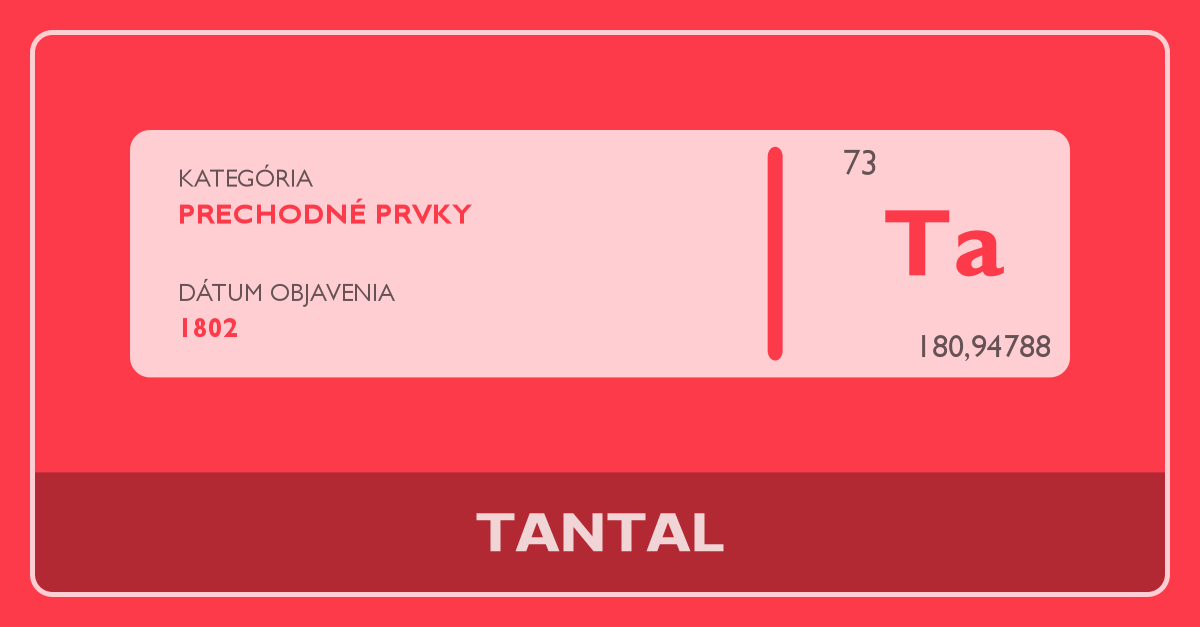 KATEGÓRIA
PRECHODNÉ PRVKY
DÁTUM OBJAVENIA
1802
73
Ta
180,94788
TANTAL